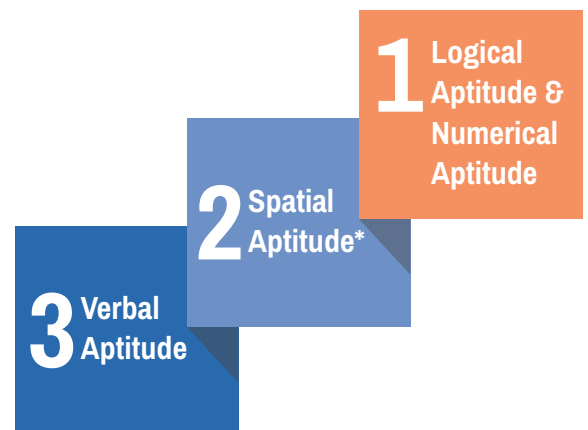 1
Logical
Aptitude &
Numerical
Aptitude
2
Spatial
Aptitude*
3
Verbal
Aptitude